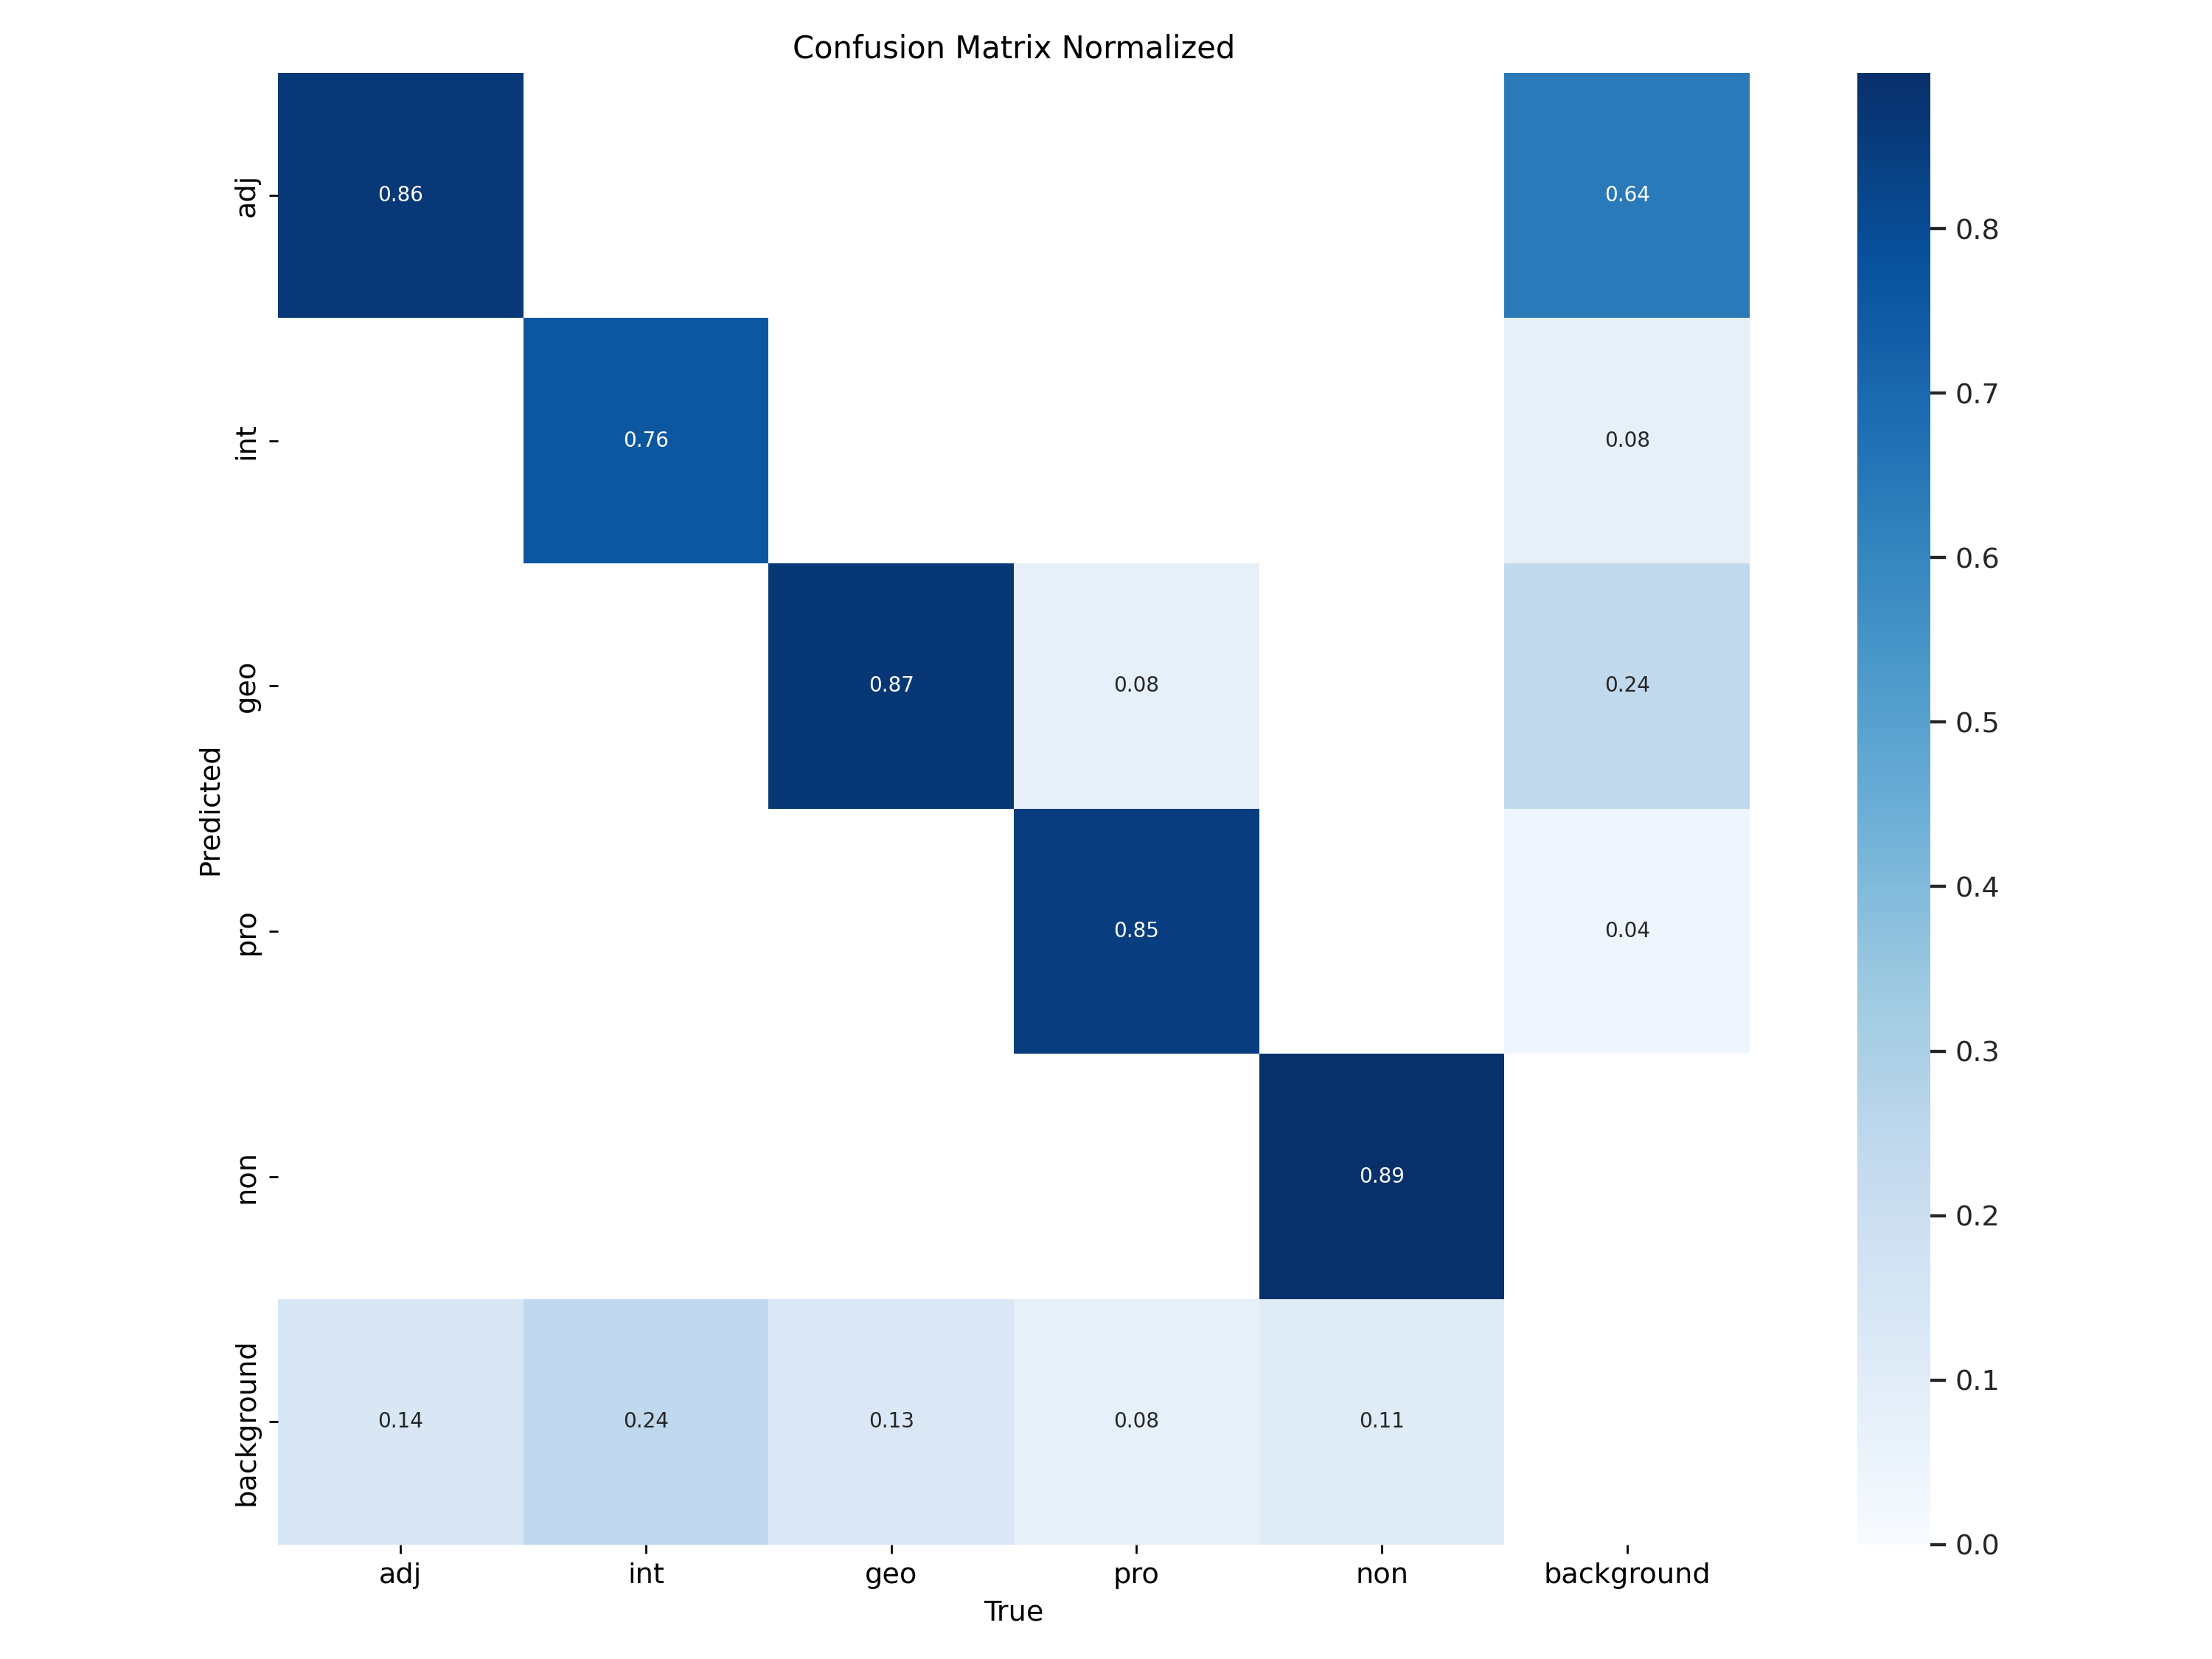 Confusion Matrix Normalized
adj 0.86 0.64
int 0.76 0.08
geo 0.87 0.08 0.24
pro 0.85 0.04
non 0.89
background 0.14 0.24 0.13 0.08 0.11
adj int geo pro non background
True
Predicted
0.8
0.7
0.6
0.5
0.4
0.3
0.2
0.1
0.0